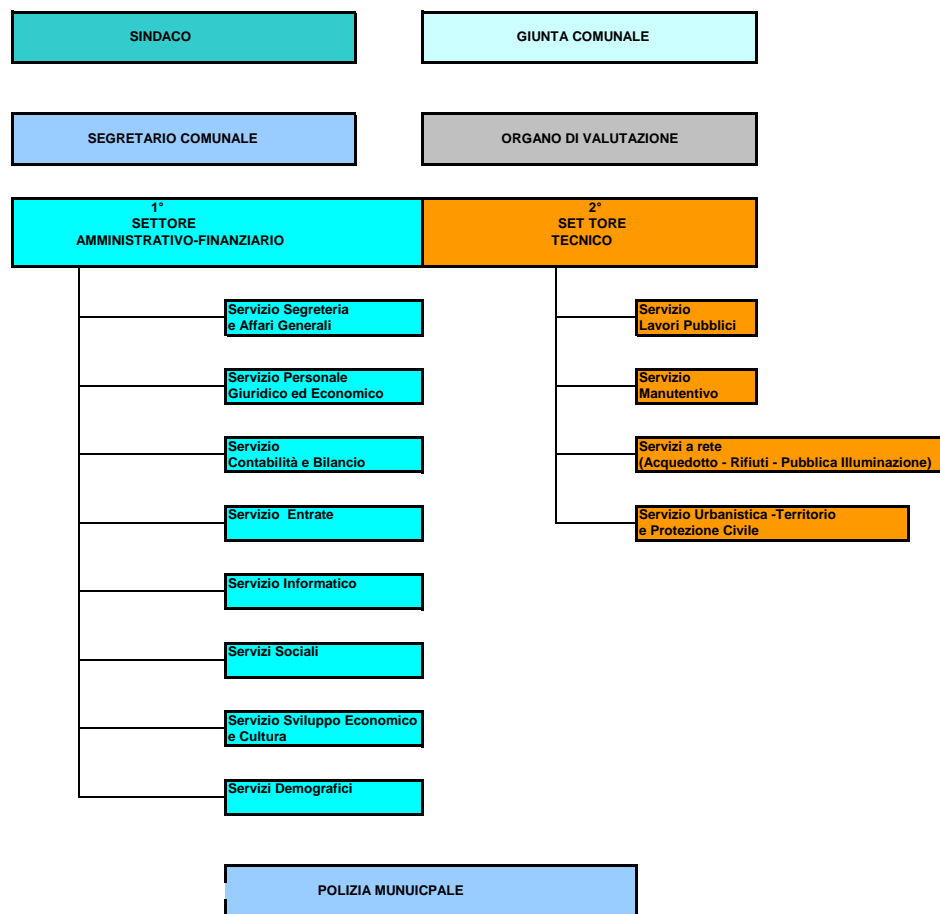 SINDACO
GIUNTA COMUNALE
SEGRETARIO COMUNALE
ORGANO DI VALUTAZIONE
1°
SETTORE
AMMINISTRATIVO-FINANZIARIO
2°
SET TORE
TECNICO
Servizio Segreteria
e Affari Generali
Servizio Personale
Giuridico ed Economico
Servizio
Contabilità e Bilancio
Servizio Entrate
Servizio Informatico
Servizi Sociali
Servizio Sviluppo Economico
e Cultura
Servizi Demografici
Servizio
Lavori Pubblici
Servizio
Manutentivo
Servizi a rete
(Acquedotto - Rifiuti - Pubblica Illuminazione)
Servizio Urbanistica -Territorio
e Protezione Civile
POLIZIA MUNUICPALE